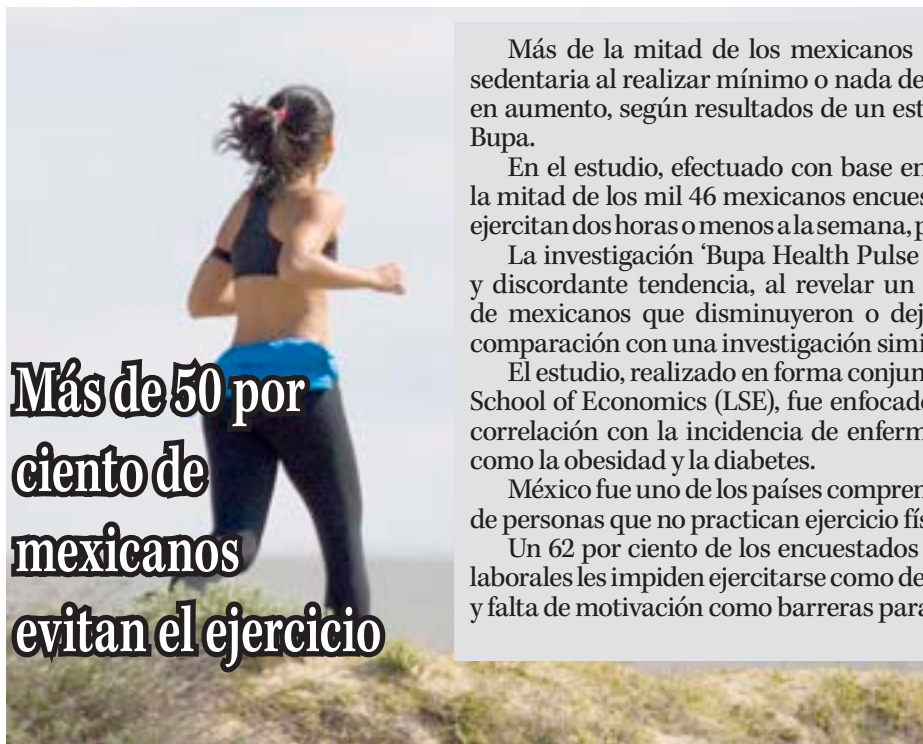 Más de 50 por
ciento de
mexicanos
evitan el ejercicio
Más de la mitad de los mexicanos
sedentaria al realizar mínimo o nada de
en aumento, según resultados de un est
Bupa.
En el estudio, efectuado con base en
la mitad de los mil 46 mexicanos encues
ejercitan dos horas o menos a la semana, p
La investigación ‘Bupa Health Pulse
y discordante tendencia, al revelar un
de mexicanos que disminuyeron o dej
comparación con una investigación simi
El estudio, realizado en forma conjun
School of Economics (LSE), fue enfocad
correlación con la incidencia de enferm
como la obesidad y la diabetes.
México fue uno de los países compren
de personas que no practican ejercicio fís
Un 62 por ciento de los encuestados
laborales les impiden ejercitarse como de
y falta de motivación como barreras para